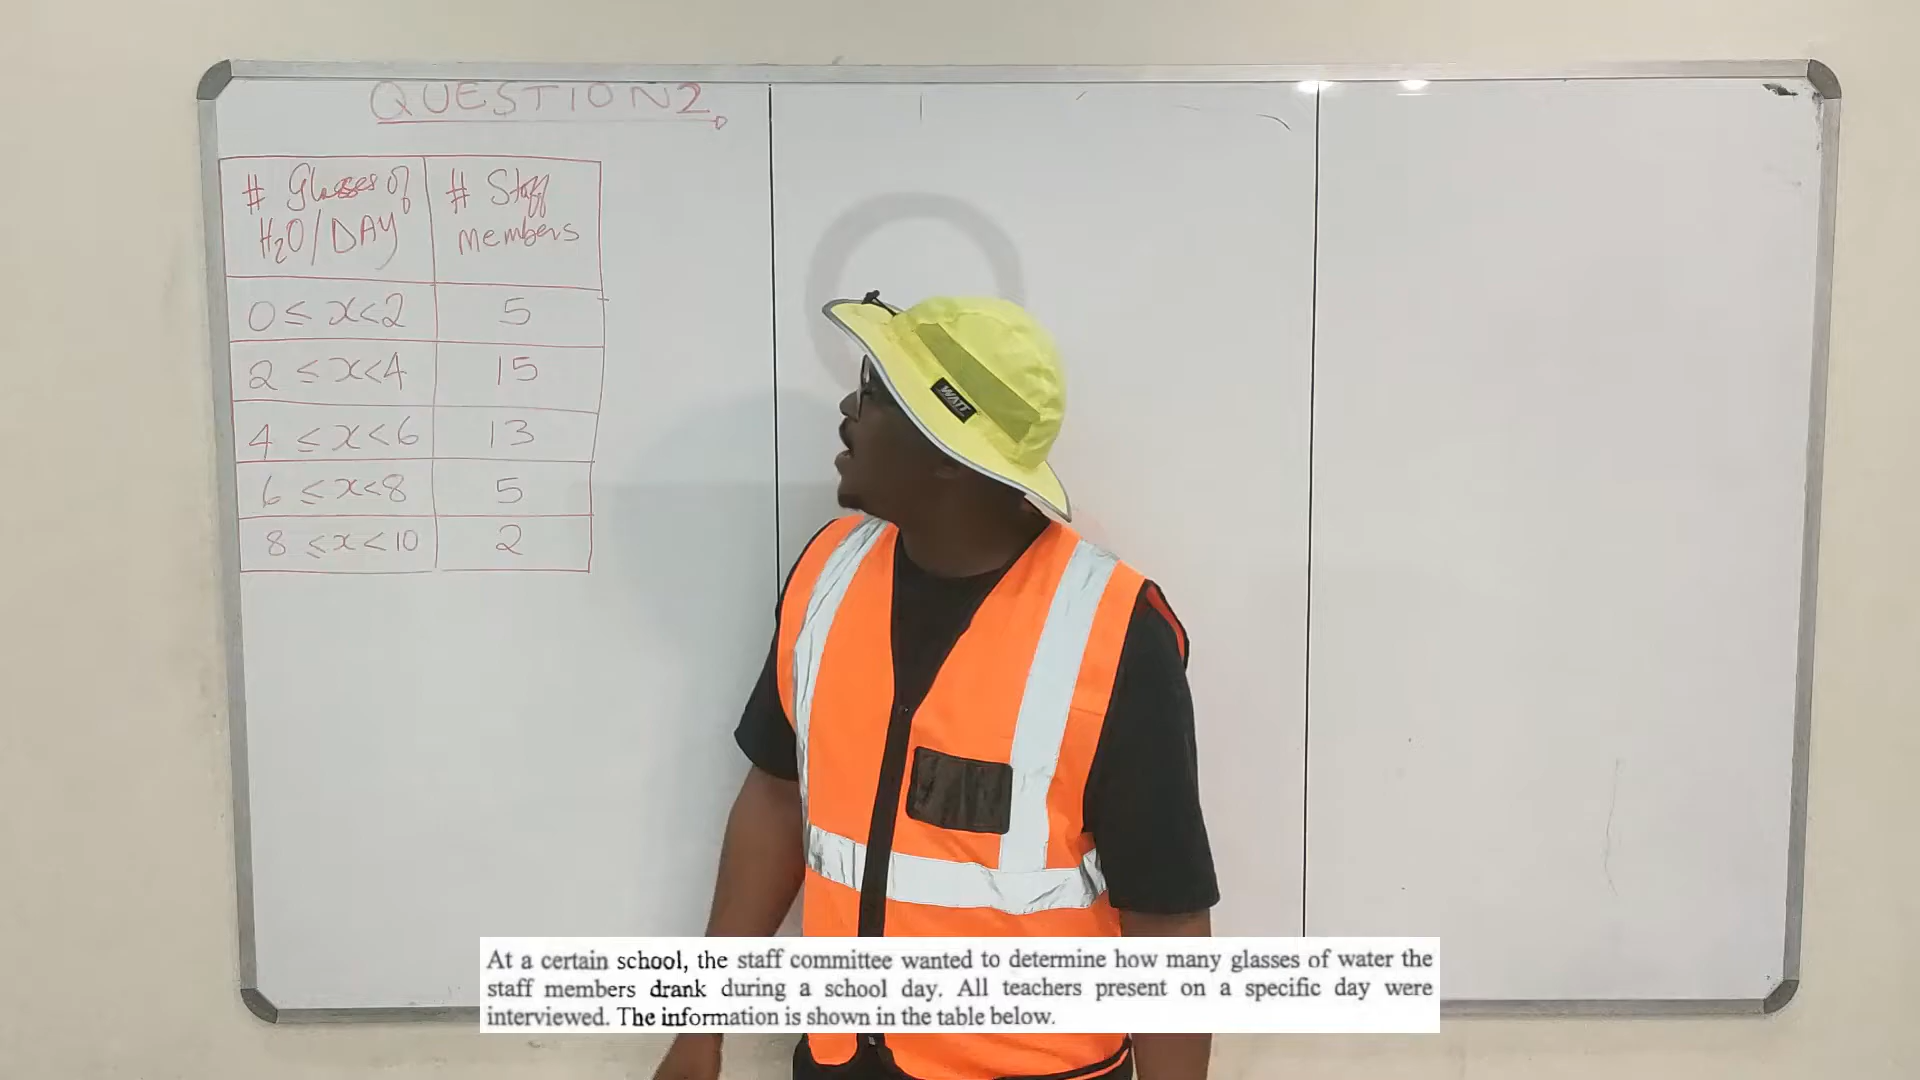 QUESTION 2
# Glasses of
H₂O/DAY
# Staff
members
0 ≤ x<2
5
2 ≤ x<4
15
4 ≤ x<6
13
6 ≤ x<8
5
8 ≤ x<10
2
WATT
At a certain school, the staff committee wanted to determine how many glasses of water the
staff members drank during a school day. All teachers present on a specific day were
interviewed. The information is shown in the table below.